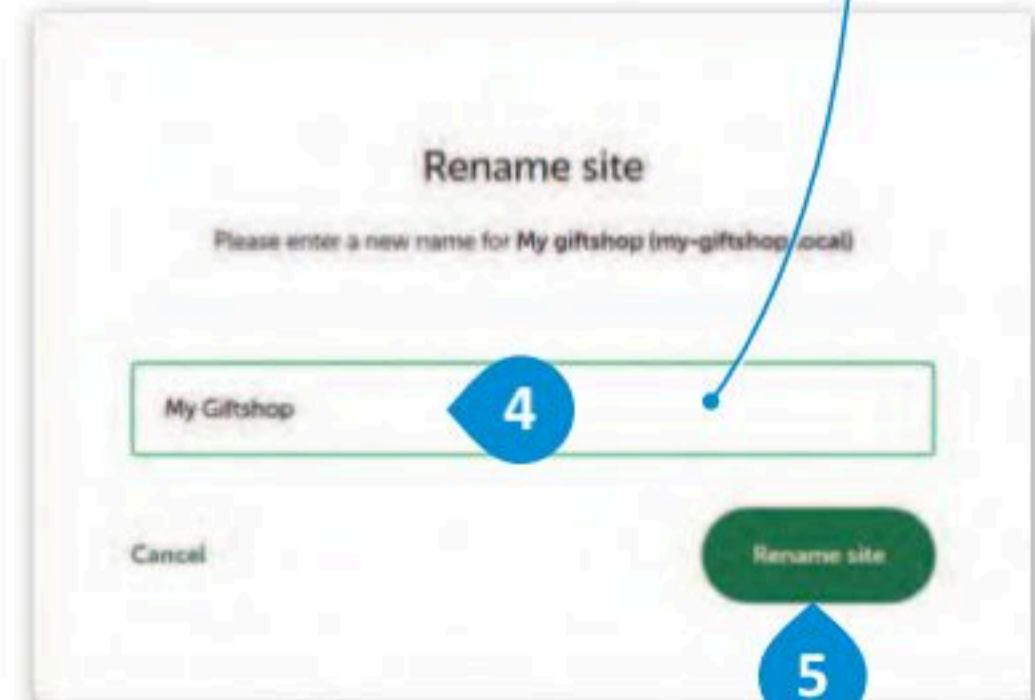 Rename site
Please enter a new name for My giftshop (my-giftshop.local)
My Giftshop
4
Cancel
Rename site
5